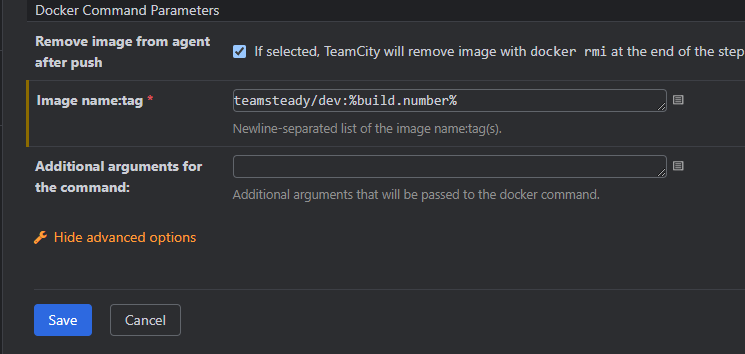 Docker Command Parameters
Remove image from agent
after push
If selected, TeamCity will remove image with docker rmi at the end of the step
Image name:tag *
teamsteady/dev:%build.number%
Newline-separated list of the image name:tag(s).
Additional arguments for
the command:
Additional arguments that will be passed to the docker command.
Hide advanced options
Save
Cancel